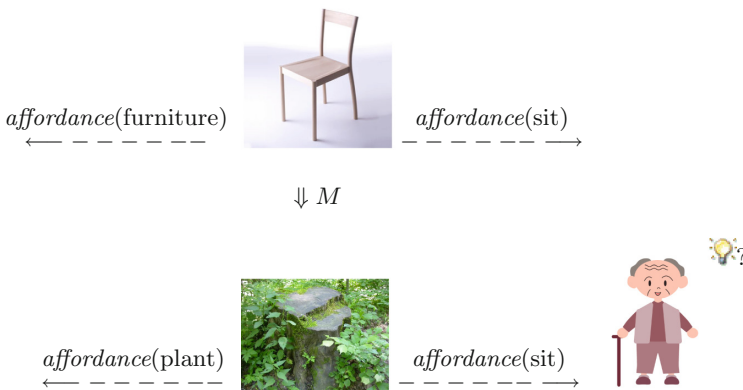 affordance(furniture)
affordance(sit)
⇓ M
affordance(plant)
affordance(sit)
?